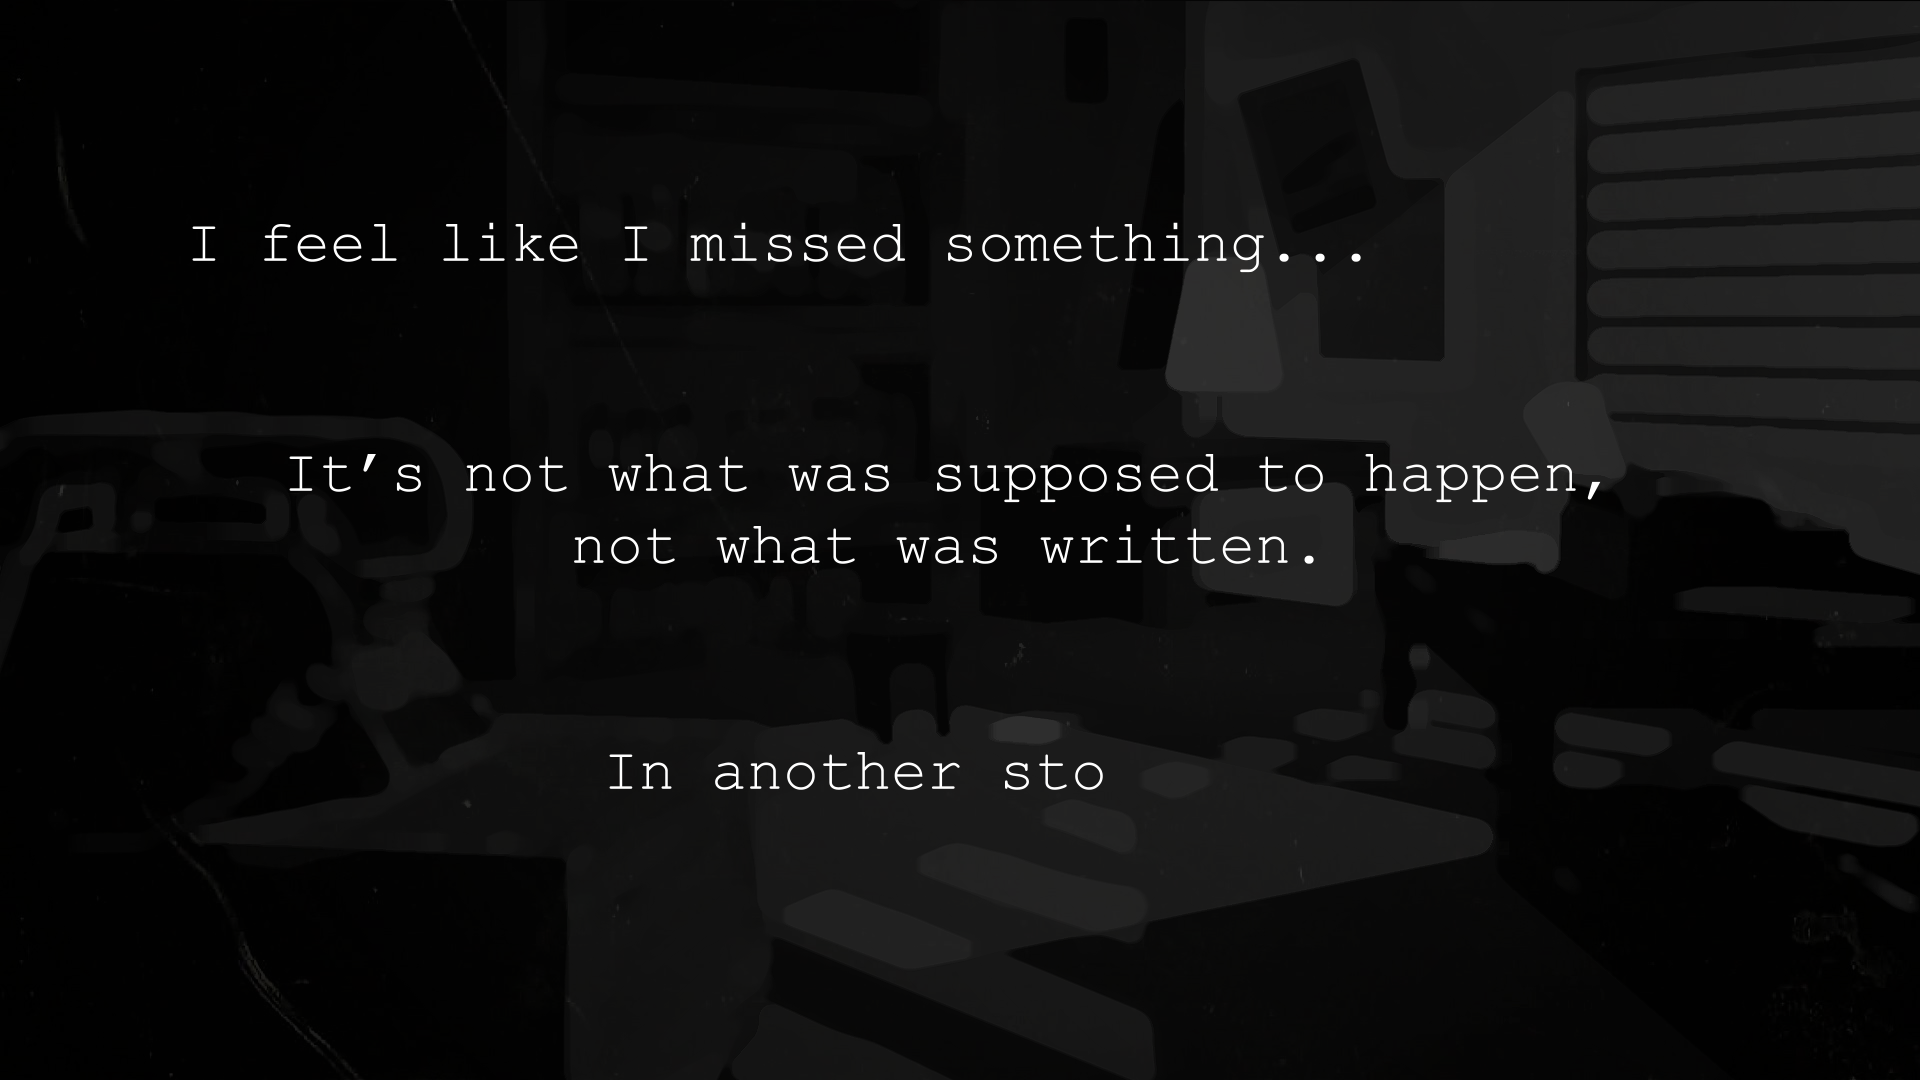 I feel like I missed something...
It’s not what was supposed to happen,
not what was written.
In another sto